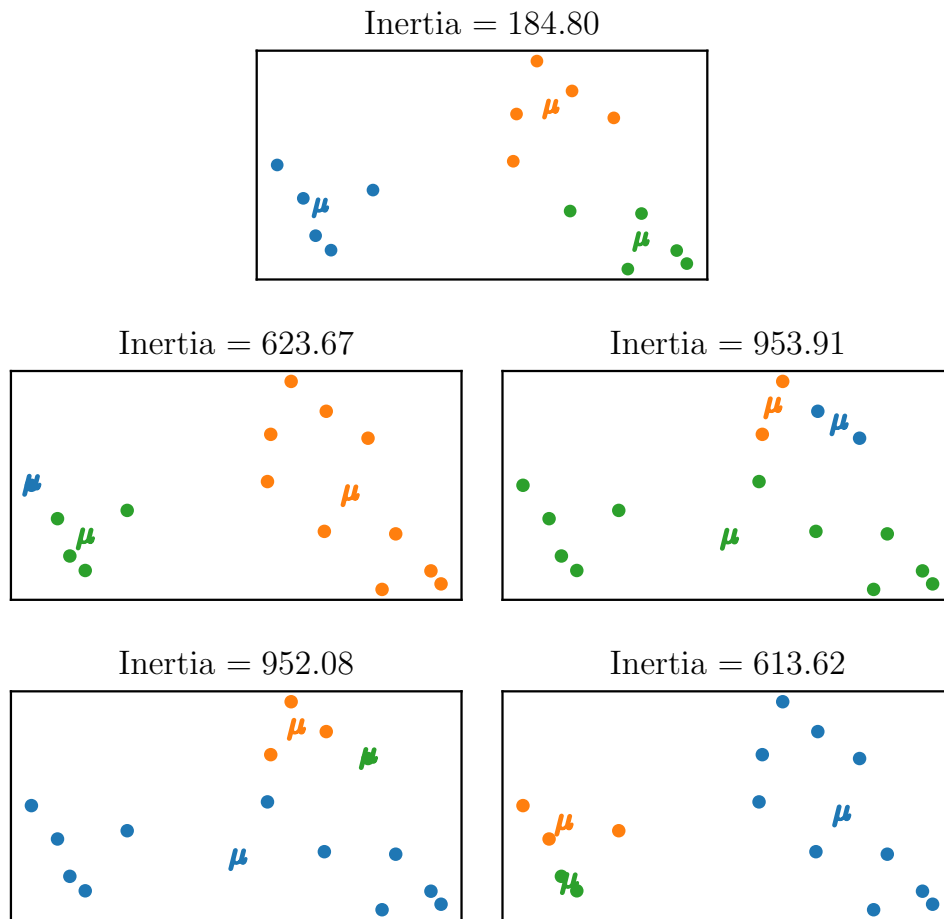 Inertia = 184.80
μ
μ
μ
Inertia = 623.67
μ
μ
μ
Inertia = 953.91
μ
μ
μ
Inertia = 952.08
μ
μ
μ
Inertia = 613.62
μ
μ
μ